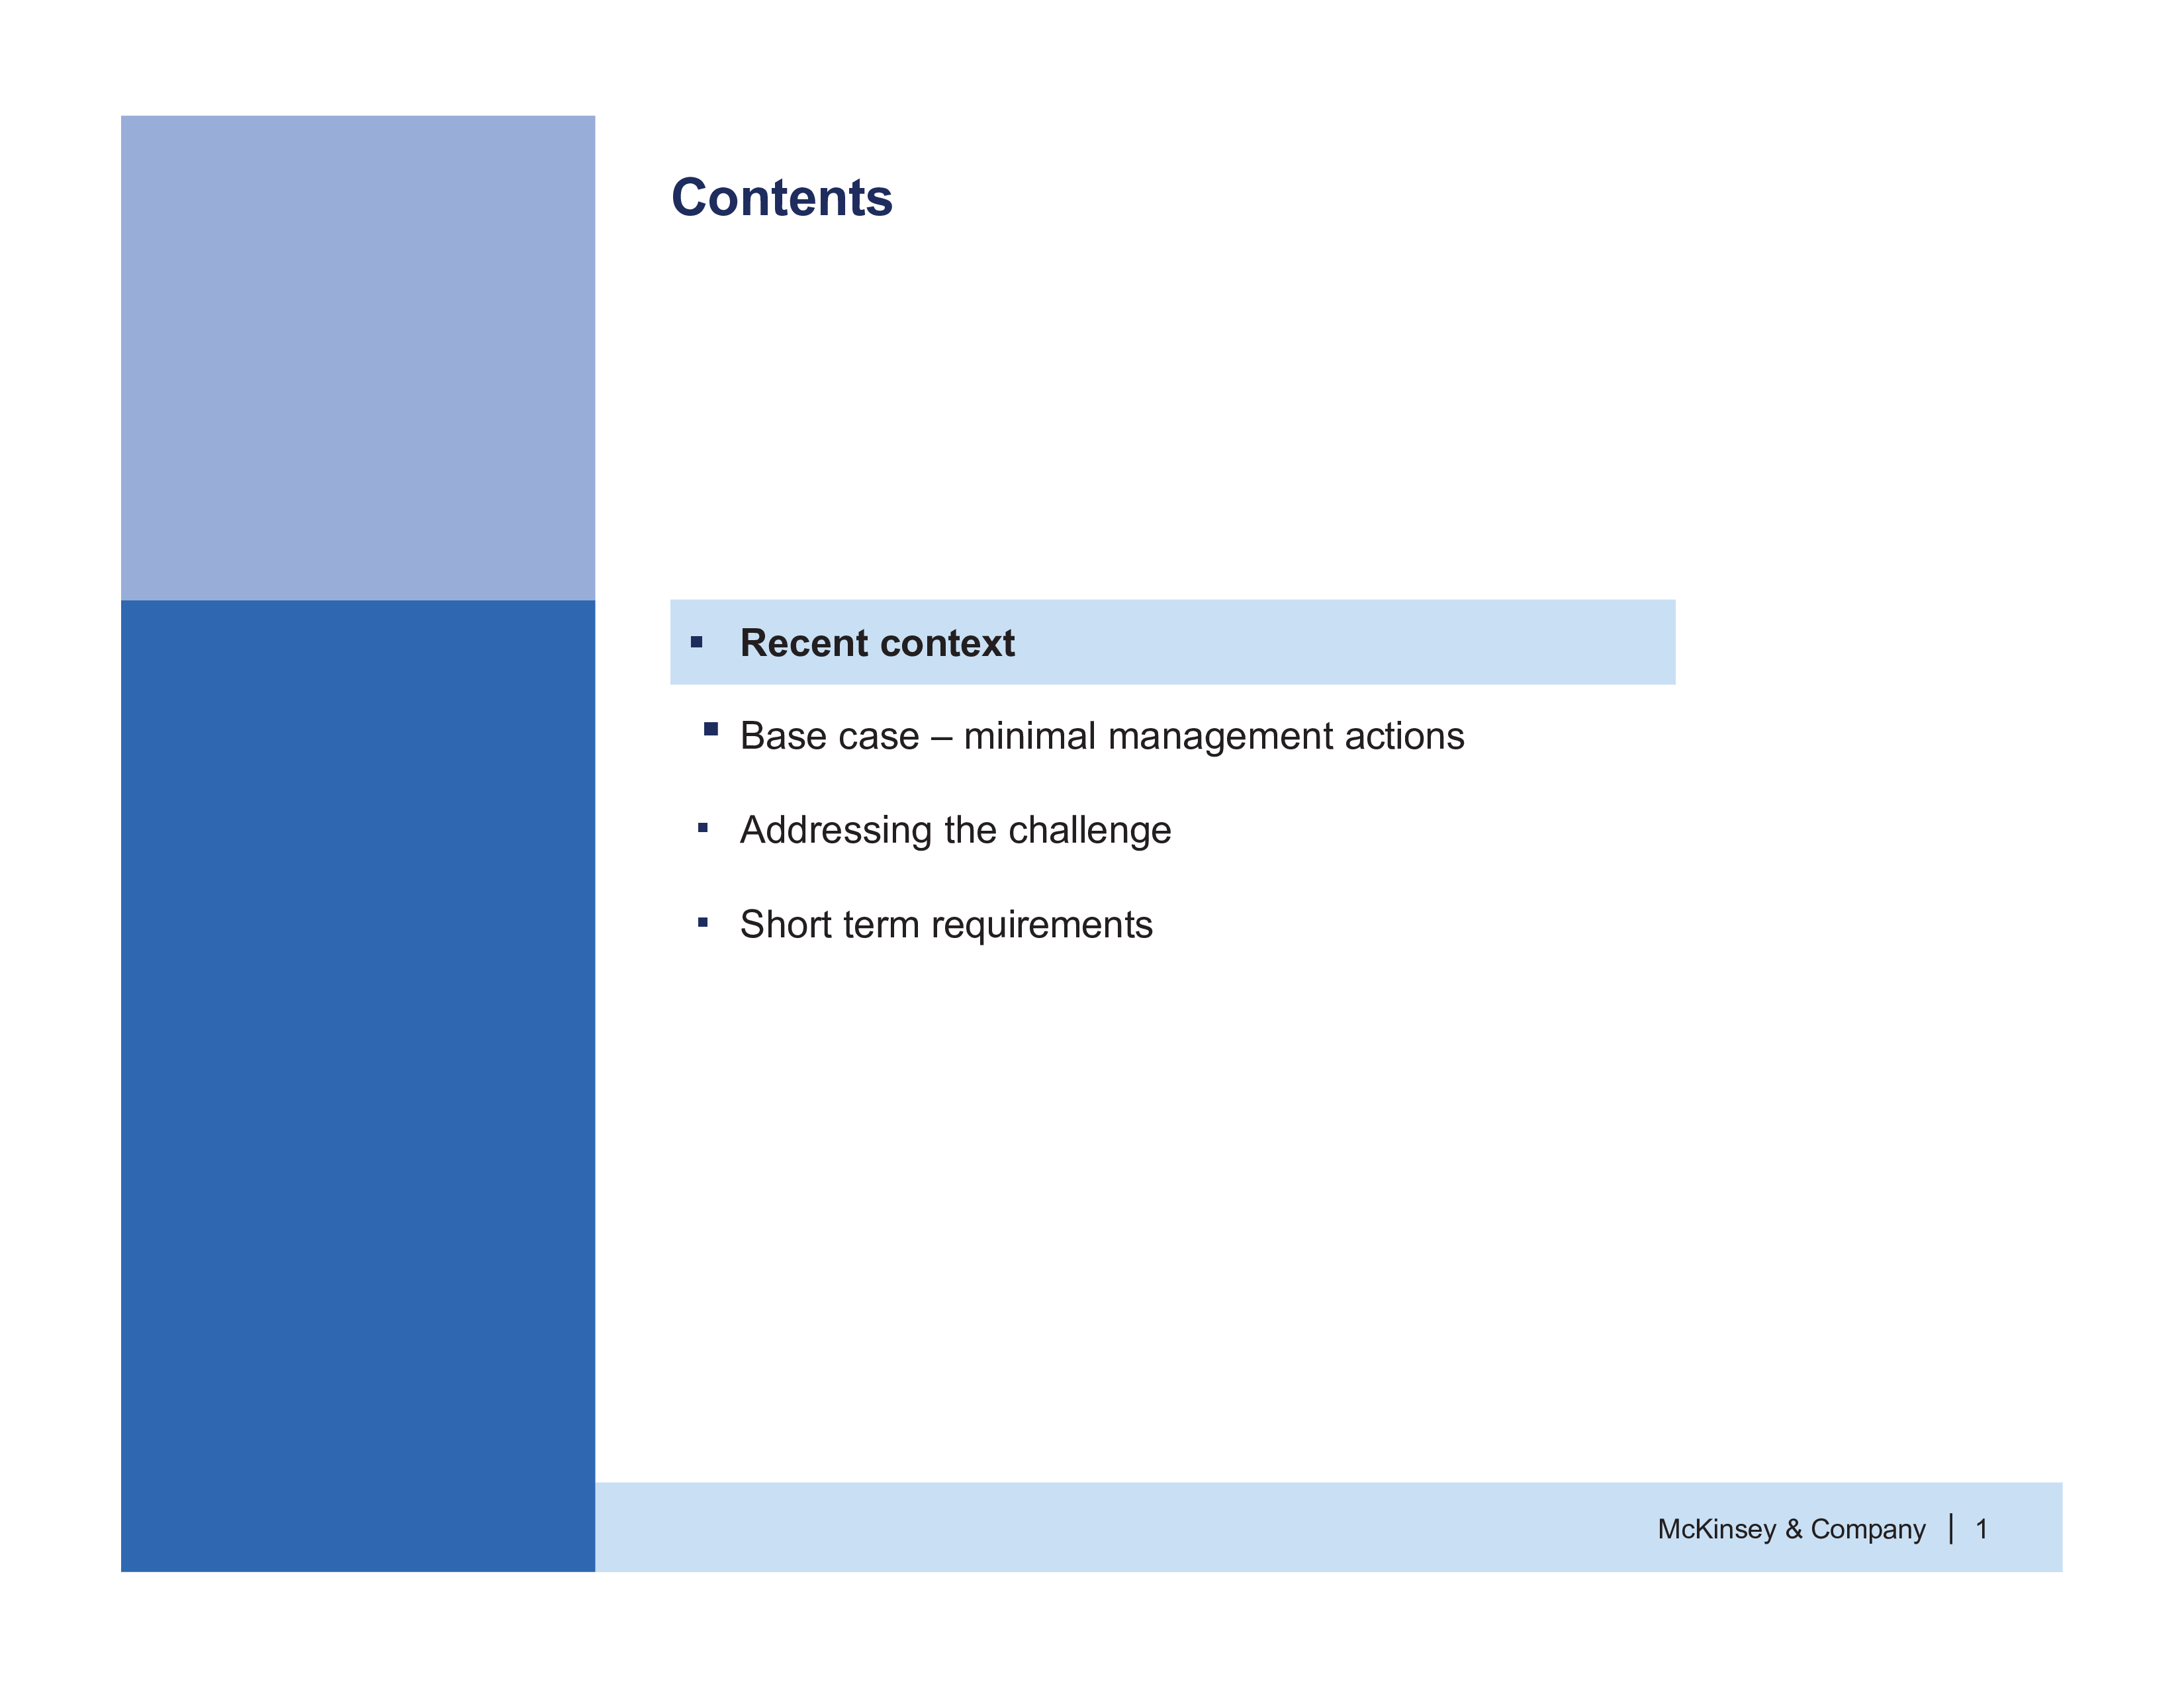 Contents
▪ Recent context
▪ Base case – minimal management actions
▪ Addressing the challenge
▪ Short term requirements
McKinsey & Company | 1